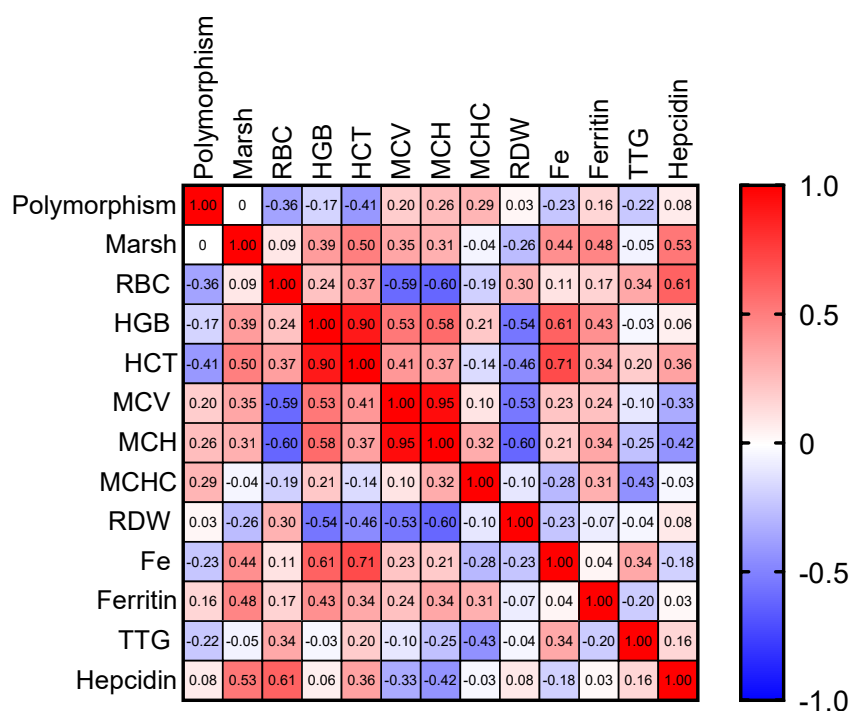 Polymorphism Marsh RBC HGB HCT MCV MCH MCHC RDW Fe Ferritin TTG Hepcidin
Polymorphism 1.00 0 -0.36 -0.17 -0.41 0.20 0.26 0.29 0.03 -0.23 0.16 -0.22 0.08
Marsh 0 1.00 0.09 0.39 0.50 0.35 0.31 -0.04 -0.26 0.44 0.48 -0.05 0.53
RBC -0.36 0.09 1.00 0.24 0.37 -0.59 -0.60 -0.19 0.30 0.11 0.17 0.34 0.61
HGB -0.17 0.39 0.24 1.00 0.90 0.53 0.58 0.21 -0.54 0.61 0.43 -0.03 0.06
HCT -0.41 0.50 0.37 0.90 1.00 0.41 0.37 -0.14 -0.46 0.71 0.34 0.20 0.36
MCV 0.20 0.35 -0.59 0.53 0.41 1.00 0.95 0.10 -0.53 0.23 0.24 -0.10 -0.33
MCH 0.26 0.31 -0.60 0.58 0.37 0.95 1.00 0.32 -0.60 0.21 0.34 -0.25 -0.42
MCHC 0.29 -0.04 -0.19 0.21 -0.14 0.10 0.32 1.00 -0.10 -0.28 0.31 -0.43 -0.03
RDW 0.03 -0.26 0.30 -0.54 -0.46 -0.53 -0.60 -0.10 1.00 -0.23 -0.07 -0.04 0.08
Fe -0.23 0.44 0.11 0.61 0.71 0.23 0.21 -0.28 -0.23 1.00 0.04 0.34 -0.18
Ferritin 0.16 0.48 0.17 0.43 0.34 0.24 0.34 0.31 -0.07 0.04 1.00 -0.20 0.03
TTG -0.22 -0.05 0.34 -0.03 0.20 -0.10 -0.25 -0.43 -0.04 0.34 -0.20 1.00 0.16
Hepcidin 0.08 0.53 0.61 0.06 0.36 -0.33 -0.42 -0.03 0.08 -0.18 0.03 0.16 1.00
1.0
0.5
0
-0.5
-1.0